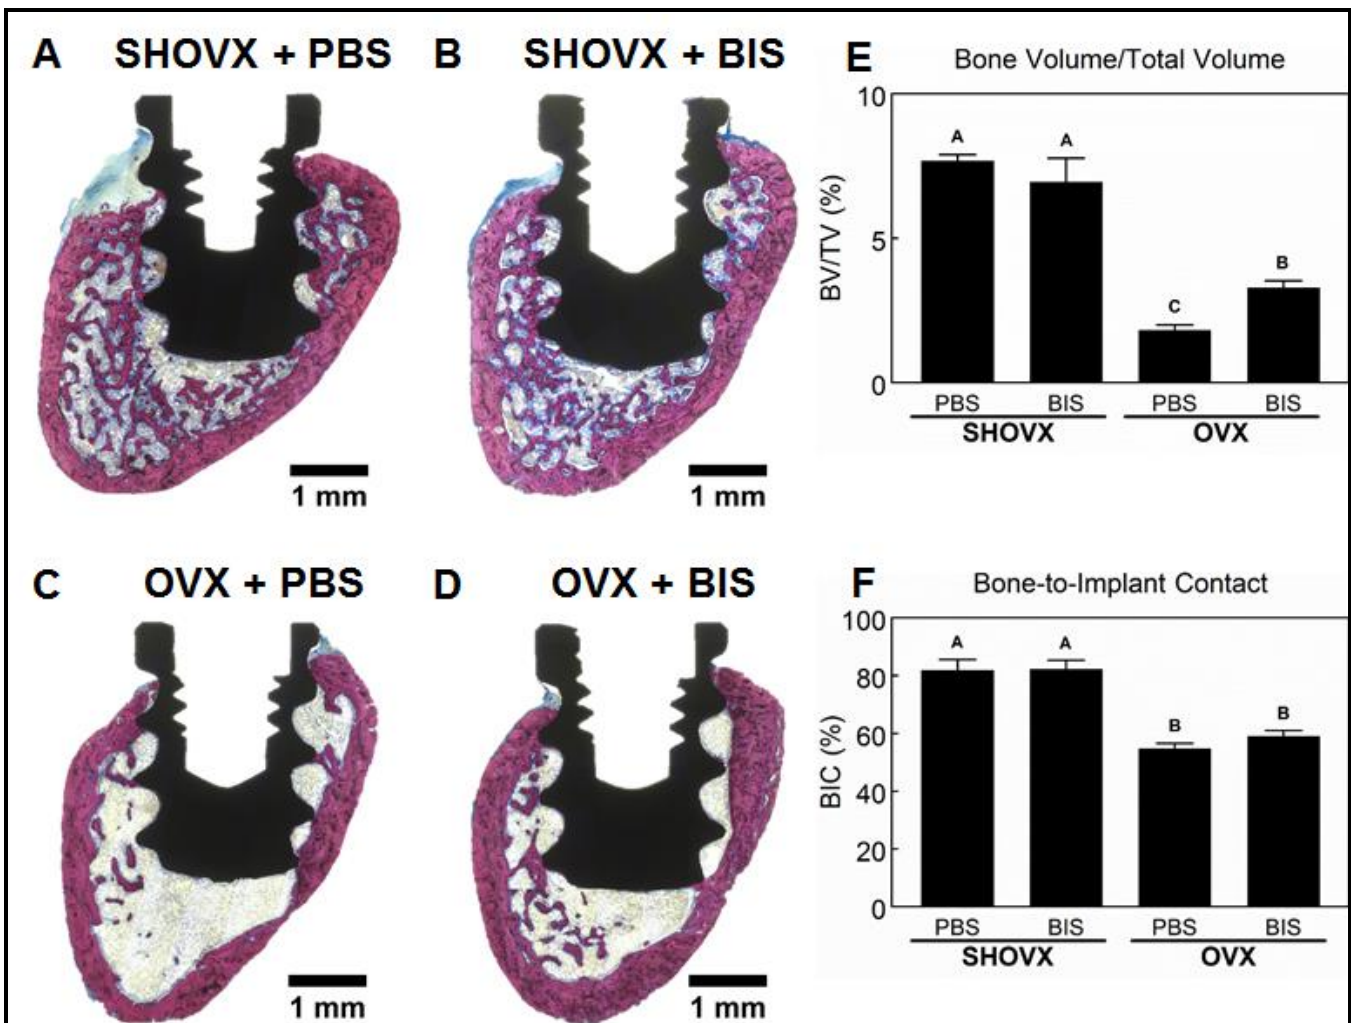 A SHOVX + PBS
B SHOVX + BIS
1 mm
1 mm
C OVX + PBS
D OVX + BIS
1 mm
1 mm
E Bone Volume/Total Volume
BV/TV (%)
10
5
0
A
A
C
B
PBS BIS PBS BIS
SHOVX OVX
F Bone-to-Implant Contact
BIC (%)
100
80
60
40
20
0
A
A
B
B
PBS BIS PBS BIS
SHOVX OVX